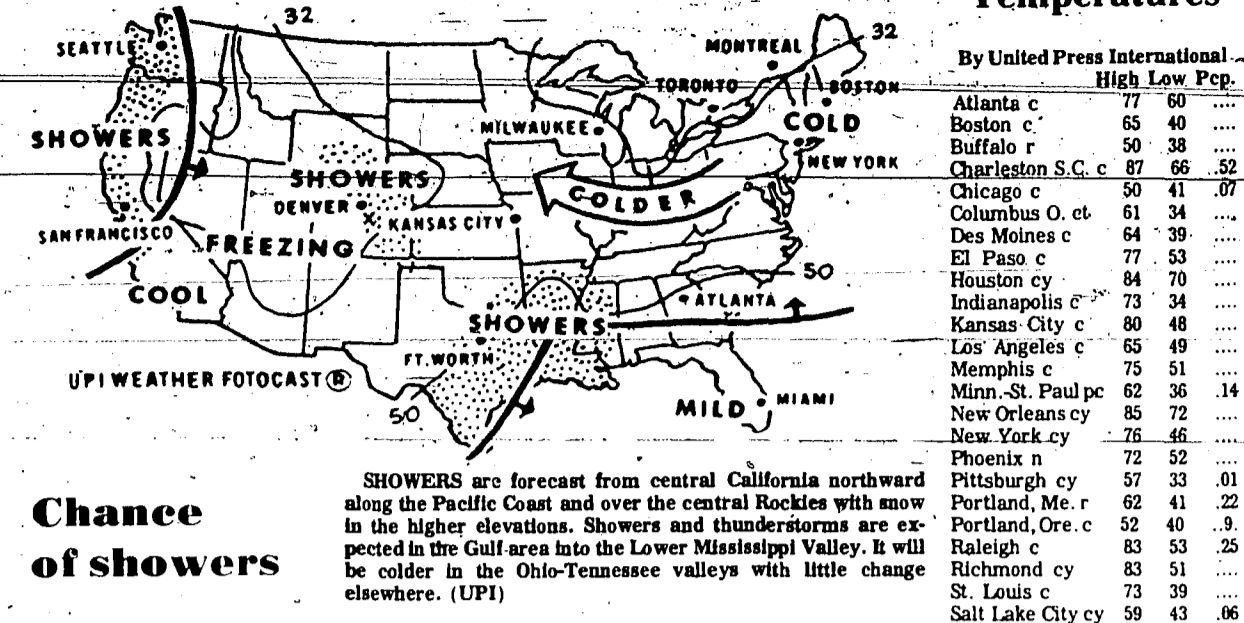 32
SEATTLE
MONTREAL
32
TORONTO
BOSTON
SHOWERS
MILWAUKEE
COLD
NEW YORK
SHOWERS
COLDER
DENVER
KANSAS CITY
SAN FRANCISCO
FREEZING
50
COOL
ATLANTA
SHOWERS
FT. WORTH
UPI WEATHER FOTOCAST ®
50
MILD
MIAMI
Chance
of showers
SHOWERS are forecast from central California northward
along the Pacific Coast and over the central Rockies with snow
in the higher elevations. Showers and thunderstorms are ex-
pected in the Gulf area into the Lower Mississippi Valley. It will
be colder in the Ohio-Tennessee valleys with little change
elsewhere. (UPI)
Temperatures
By United Press International
High Low Pcp.
Atlanta c 77 60 ....
Boston c 65 40 ....
Buffalo r 50 38 ....
Charleston S.C. c 87 66 .52
Chicago c 50 41 .07
Columbus O. ct 61 34 ....
Des Moines c 64 39 ....
El Paso c 77 53 ....
Houston cy 84 70 ....
Indianapolis c 73 34 ....
Kansas City c 80 48 ....
Los Angeles c 65 49 ....
Memphis c 75 51 ....
Minn.-St. Paul pc 62 36 .14
New Orleans cy 85 72 ....
New York cy 76 46 ....
Phoenix n 72 52 ....
Pittsburgh cy 57 33 .01
Portland, Me. r 62 41 .22
Portland, Ore. c 52 40 ..9.
Raleigh c 83 53 .25
Richmond cy 83 51 ....
St. Louis c 73 39 ....
Salt Lake City cy 59 43 .06